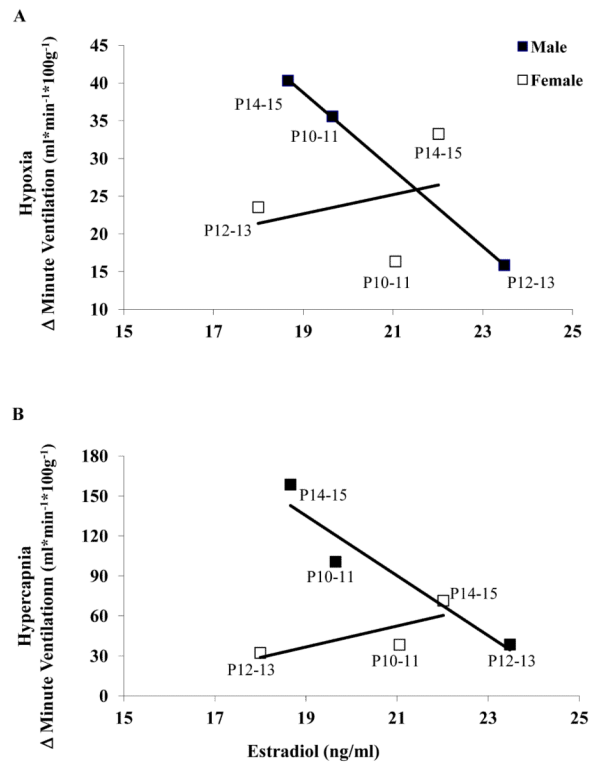 A
Hypoxia
Δ Minute Ventilation (ml*min-1*100g-1)
45
40
35
30
25
20
15
10
Male
Female
P14-15
P10-11
P14-15
P12-13
P10-11
P12-13
15
17
19
21
23
25
B
Hypercapnia
Δ Minute Ventilationn (ml*min-1*100g-1)
180
150
120
90
60
30
0
P14-15
P10-11
P14-15
P12-13
P10-11
P12-13
15
17
19
21
23
25
Estradiol (ng/ml)